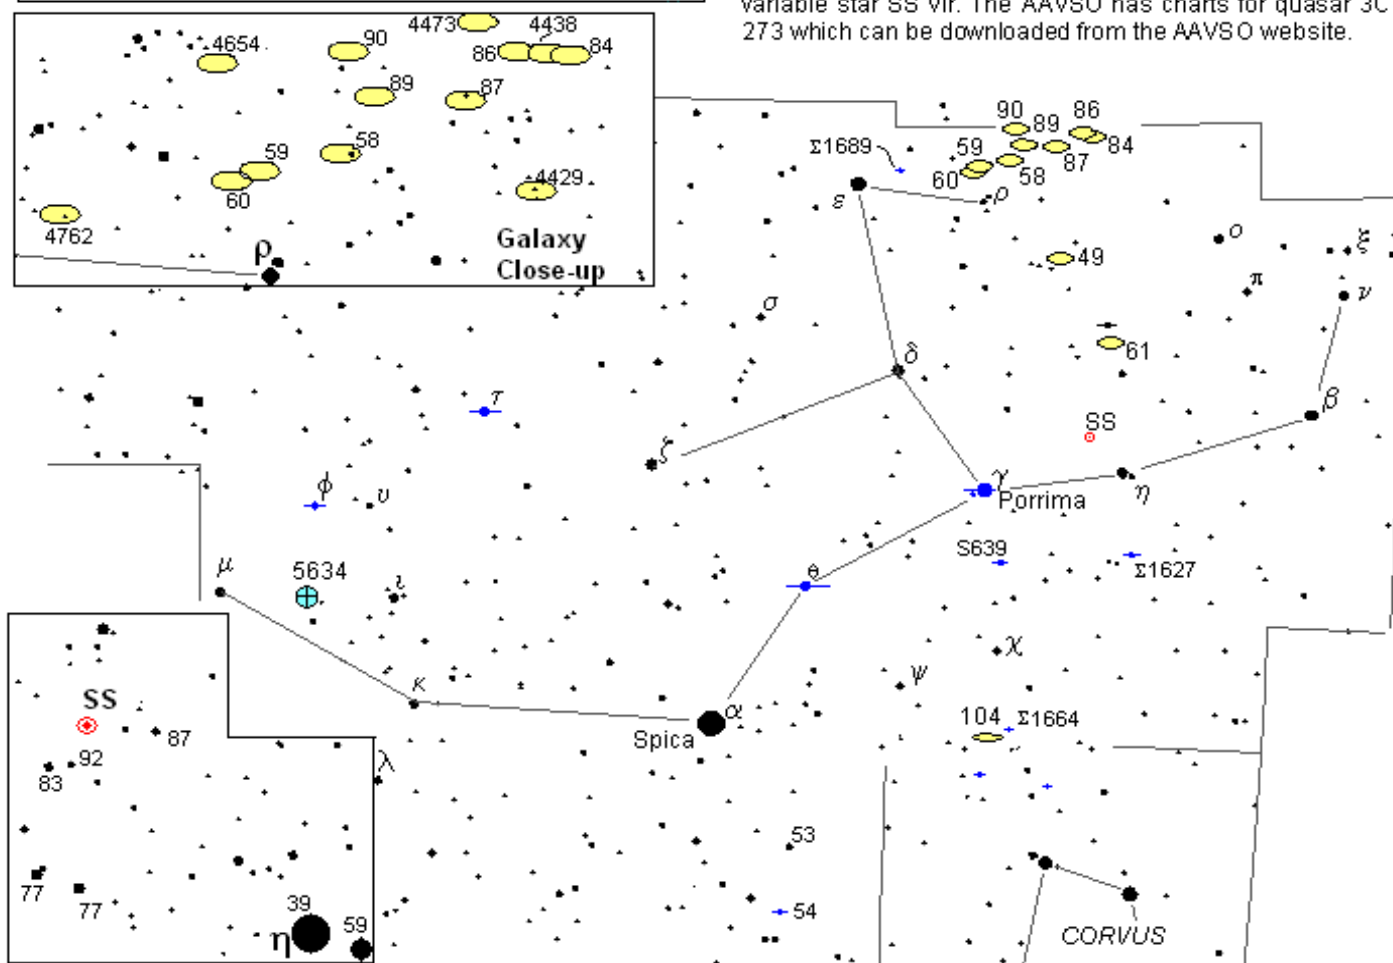 variable star SS Vir. The AAVSO has charts for quasar 3C
273 which can be downloaded from the AAVSO website.
4473 4438
4654 90 86 84
89 87
59 58
60 4429
4762
ρ
Galaxy
Close-up
90 89 86
Σ1689 59 84
60 58 87
ε ρ
ο ξ
49
π ν
σ
δ 61
τ β
SS
ζ
γ
φ υ Porrima η
S639
μ 5634 ι θ Σ1627
χ
κ ψ
α
Spica 104 Σ1664
SS
87
92 λ
83
53
77
77 39 59 54
η
CORVUS